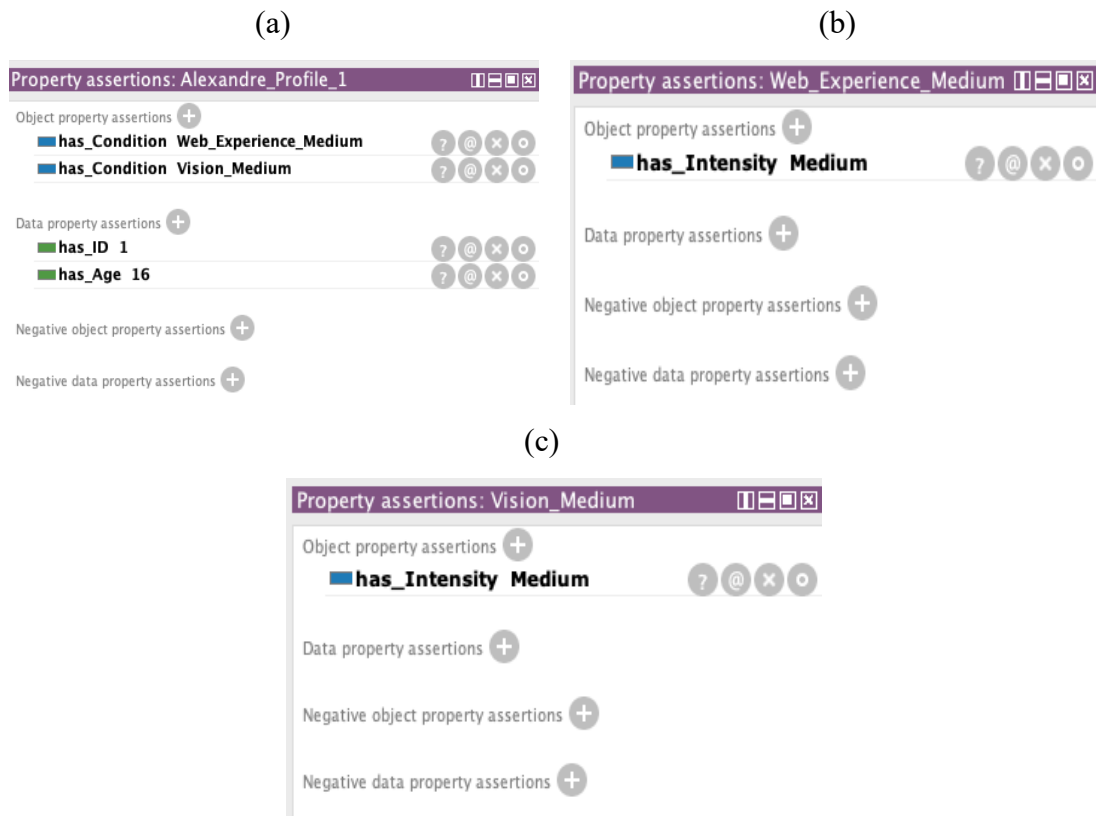 (a)
Property assertions: Alexandre_Profile_1
Object property assertions
has_Condition Web_Experience_Medium
has_Condition Vision_Medium
Data property assertions
has_ID 1
has_Age 16
Negative object property assertions
Negative data property assertions
(b)
Property assertions: Web_Experience_Medium
Object property assertions
has_Intensity Medium
Data property assertions
Negative object property assertions
Negative data property assertions
(c)
Property assertions: Vision_Medium
Object property assertions
has_Intensity Medium
Data property assertions
Negative object property assertions
Negative data property assertions